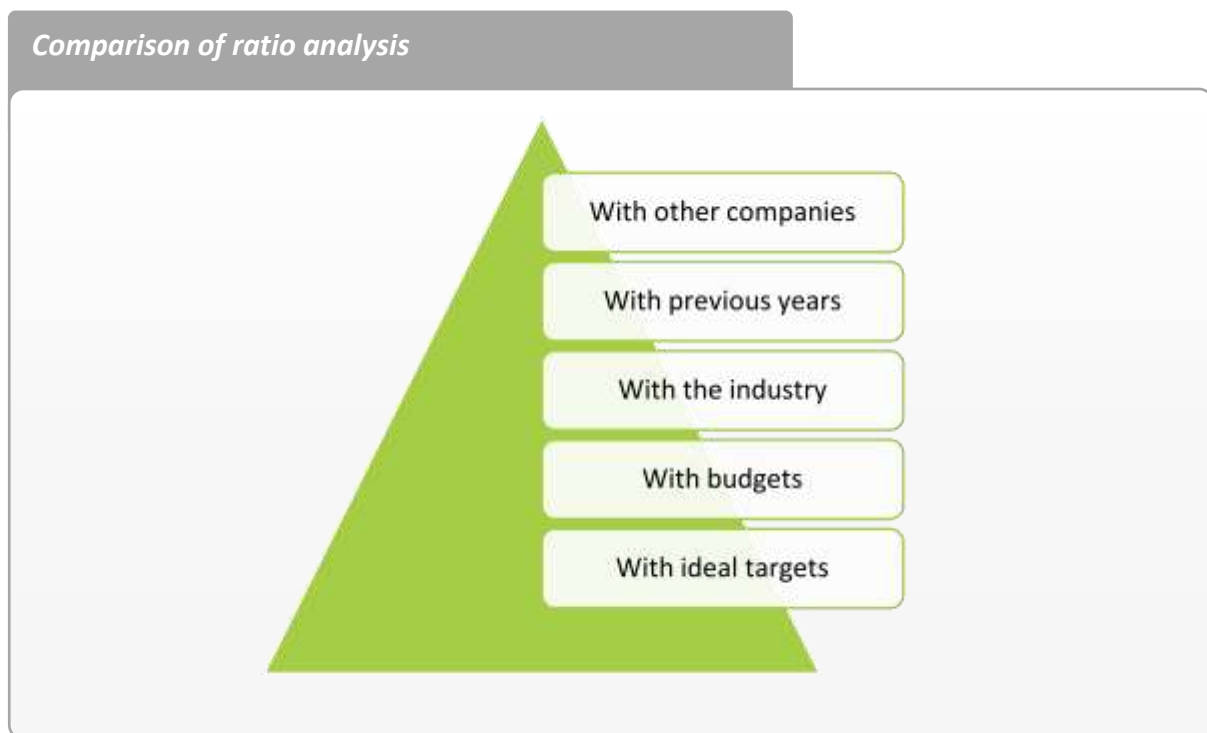 Comparison of ratio analysis
With other companies
With previous years
With the industry
With budgets
With ideal targets